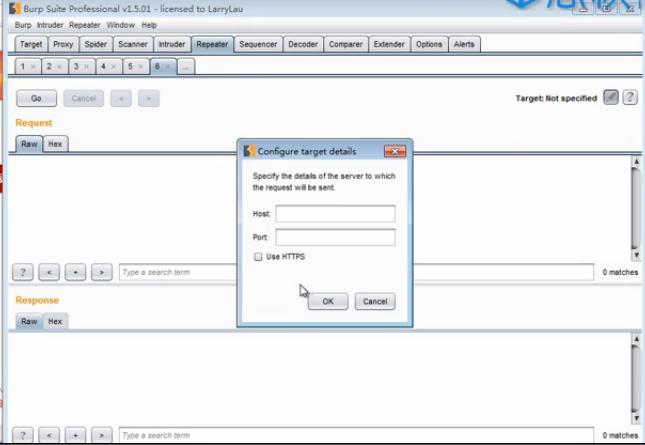 Burp Suite Professional v1.5.01 - licensed to LarryLau
Burp Intruder Repeater Window Help
Target Proxy Spider Scanner Intruder Repeater Sequencer Decoder Comparer Extender Options Alerts
1 × 2 × 3 × 4 × 5 × 6 × ...
Go Cancel < > Target: Not specified ?
Request
Raw Hex
Configure target details
Specify the details of the server to which
the request will be sent.
Host:
Port:
Use HTTPS
OK Cancel
? < + > Type a search term 0 matches
Response
Raw Hex
? < + > Type a search term 0 matches